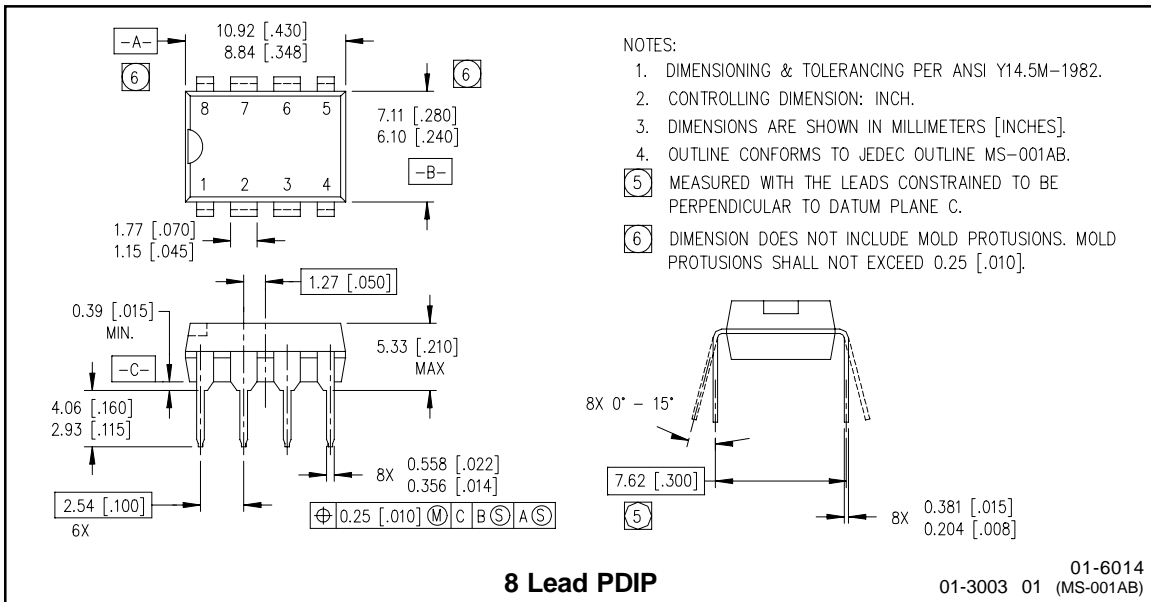 -A-
10.92 [.430]
8.84 [.348]
6
6
8 7 6 5
1 2 3 4
7.11 [.280]
6.10 [.240]
-B-
1.77 [.070]
1.15 [.045]
1.27 [.050]
0.39 [.015]
MIN.
-C-
5.33 [.210]
MAX
4.06 [.160]
2.93 [.115]
2.54 [.100]
6X
8X 0.558 [.022]
0.356 [.014]
⌖ 0.25 [.010] Ⓜ C B Ⓢ A Ⓢ
NOTES:
1. DIMENSIONING & TOLERANCING PER ANSI Y14.5M-1982.
2. CONTROLLING DIMENSION: INCH.
3. DIMENSIONS ARE SHOWN IN MILLIMETERS [INCHES].
4. OUTLINE CONFORMS TO JEDEC OUTLINE MS-001AB.
5 MEASURED WITH THE LEADS CONSTRAINED TO BE
PERPENDICULAR TO DATUM PLANE C.
6 DIMENSION DOES NOT INCLUDE MOLD PROTUSIONS. MOLD
PROTUSIONS SHALL NOT EXCEED 0.25 [.010].
8X 0° - 15°
7.62 [.300]
5
8X 0.381 [.015]
0.204 [.008]
8 Lead PDIP
01-6014
01-3003 01 (MS-001AB)